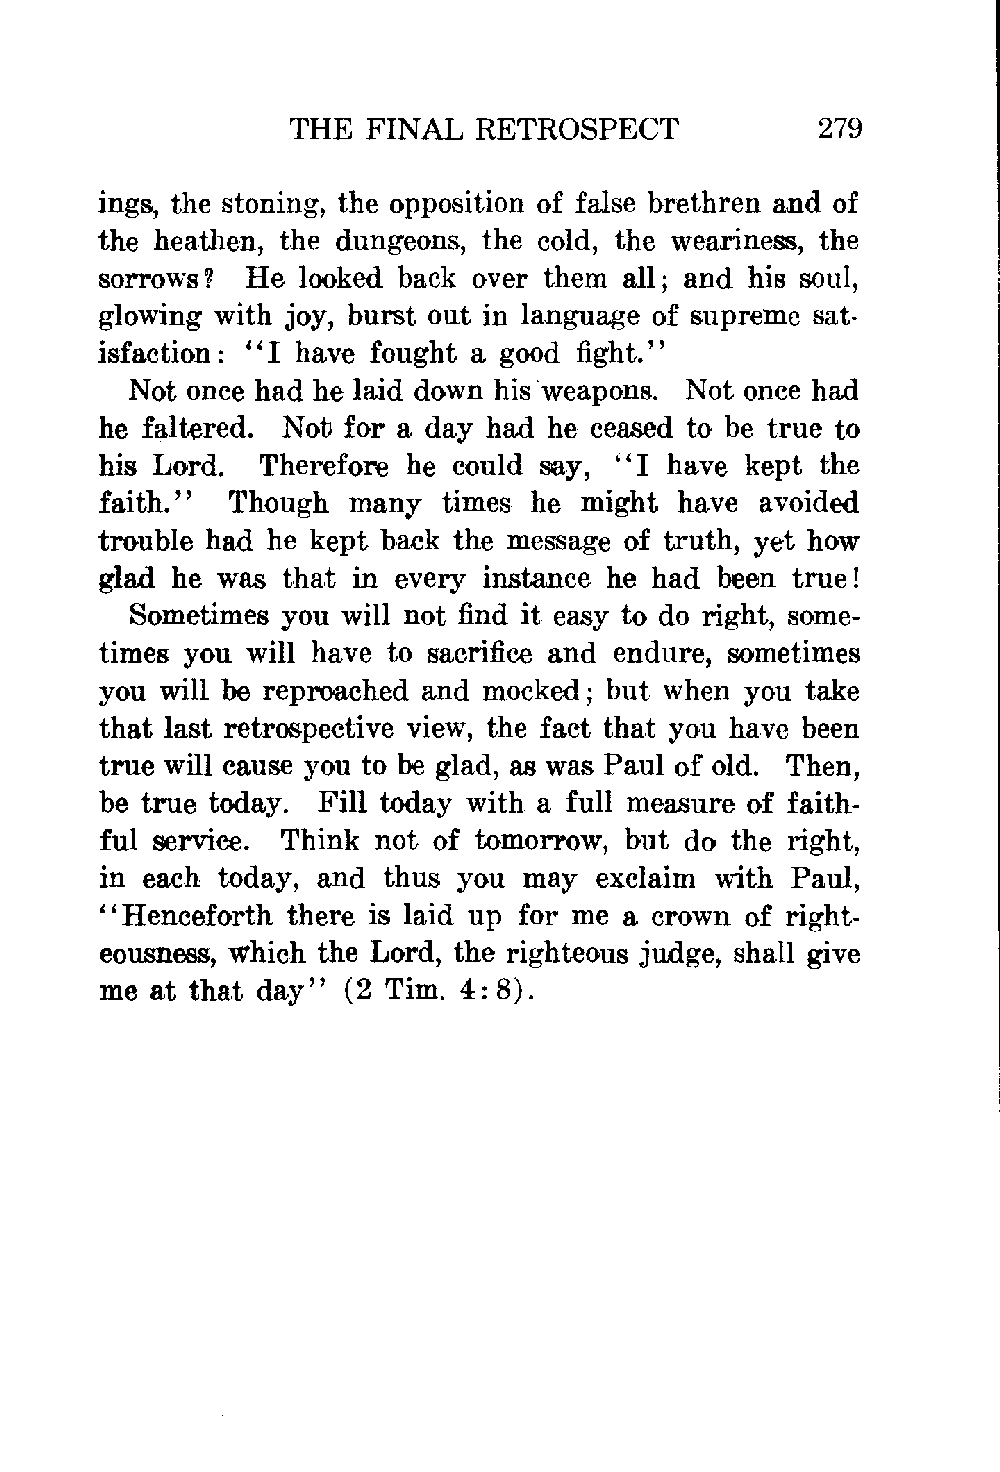 THE FINAL RETROSPECT 279
ings, the stoning, the opposition of false brethren and of
the heathen, the dungeons, the cold, the weariness, the
sorrows? He looked back over them all; and his soul,
glowing with joy, burst out in language of supreme sat-
isfaction: "I have fought a good fight."
Not once had he laid down his weapons. Not once had
he faltered. Not for a day had he ceased to be true to
his Lord. Therefore he could say, "I have kept the
faith." Though many times he might have avoided
trouble had he kept back the message of truth, yet how
glad he was that in every instance he had been true!
Sometimes you will not find it easy to do right, some-
times you will have to sacrifice and endure, sometimes
you will be reproached and mocked; but when you take
that last retrospective view, the fact that you have been
true will cause you to be glad, as was Paul of old. Then,
be true today. Fill today with a full measure of faith-
ful service. Think not of tomorrow, but do the right,
in each today, and thus you may exclaim with Paul,
"Henceforth there is laid up for me a crown of right-
eousness, which the Lord, the righteous judge, shall give
me at that day" (2 Tim. 4:8).